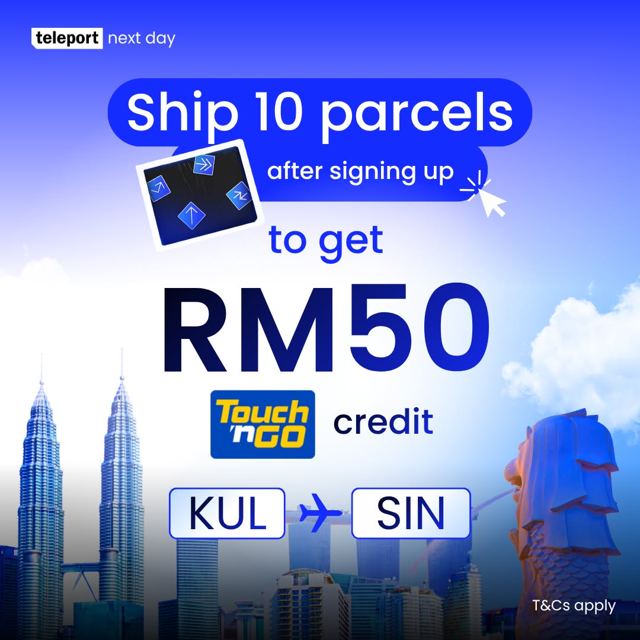 teleport next day
Ship 10 parcels
after signing up
to get
RM50
Touch
'n GO
credit
KUL
SIN
T&Cs apply